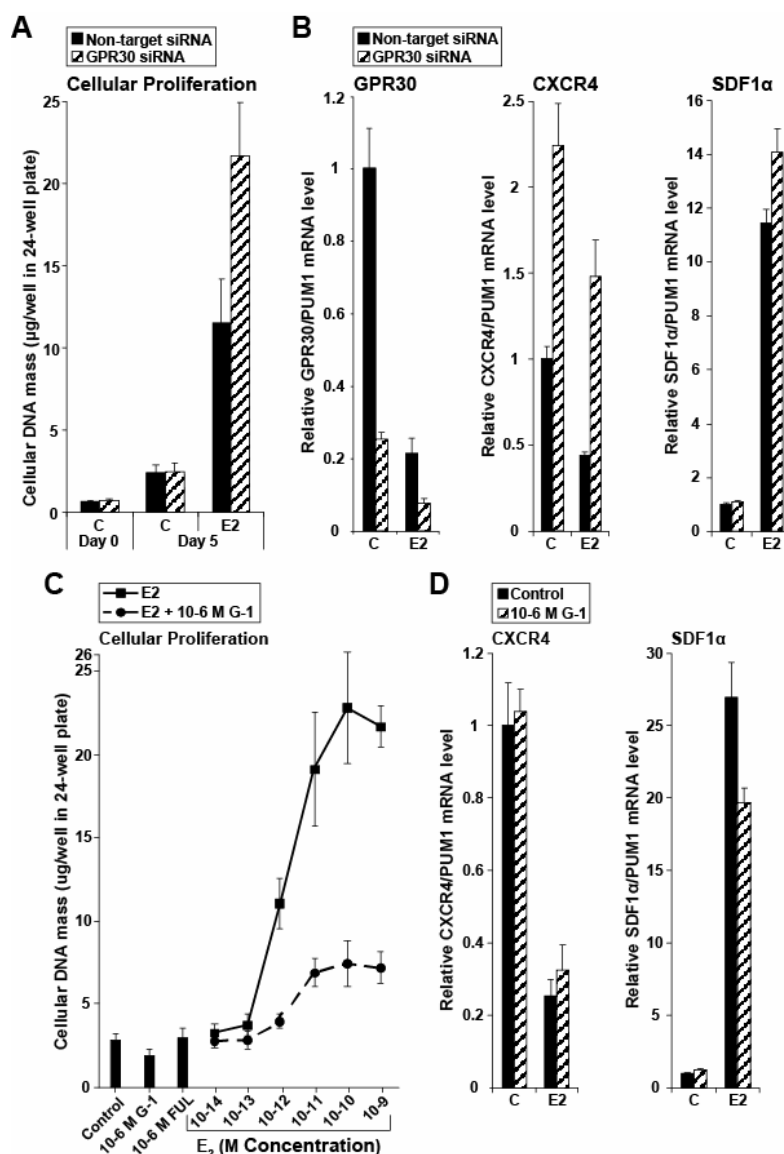 A
Non-target siRNA
GPR30 siRNA
Cellular Proliferation
Cellular DNA mass (µg/well in 24-well plate)
25
20
15
10
5
0
C
C
E2
Day 0
Day 5
B
Non-target siRNA
GPR30 siRNA
GPR30
Relative GPR30/PUM1 mRNA level
1.2
1
0.8
0.6
0.4
0.2
0
C
E2
CXCR4
Relative CXCR4/PUM1 mRNA level
2.5
2
1.5
1
0.5
0
C
E2
SDF1α
Relative SDF1α/PUM1 mRNA level
16
14
12
10
8
6
4
2
0
C
E2
C
E2
E2 + 10-6 M G-1
Cellular Proliferation
Cellular DNA mass (ug/well in 24-well plate)
26
25
20
15
10
5
0
Control
10-6 M G-1
10-6 M FUL
10-14
10-13
10-12
10-11
10-10
10-9
E2 (M Concentration)
D
Control
10-6 M G-1
CXCR4
Relative CXCR4/PUM1 mRNA level
1.2
1
0.8
0.6
0.4
0.2
0
C
E2
SDF1α
Relative SDF1α/PUM1 mRNA level
30
25
20
15
10
5
0
C
E2